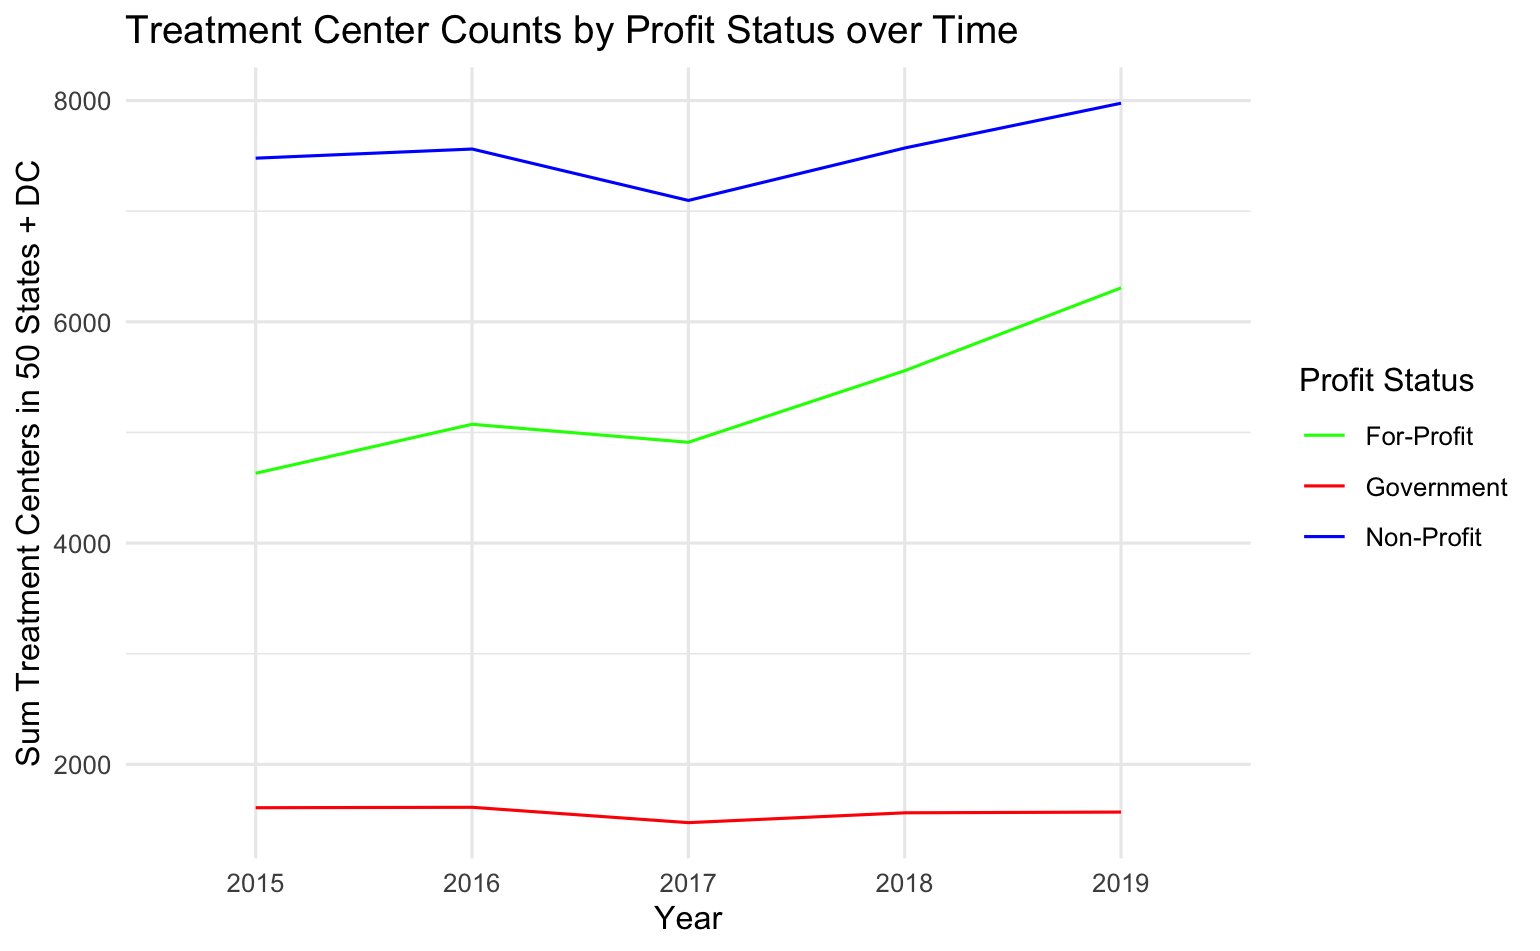 Treatment Center Counts by Profit Status over Time
Sum Treatment Centers in 50 States + DC
8000
6000
4000
2000
2015 2016 2017 2018 2019
Year
Profit Status
For-Profit
Government
Non-Profit